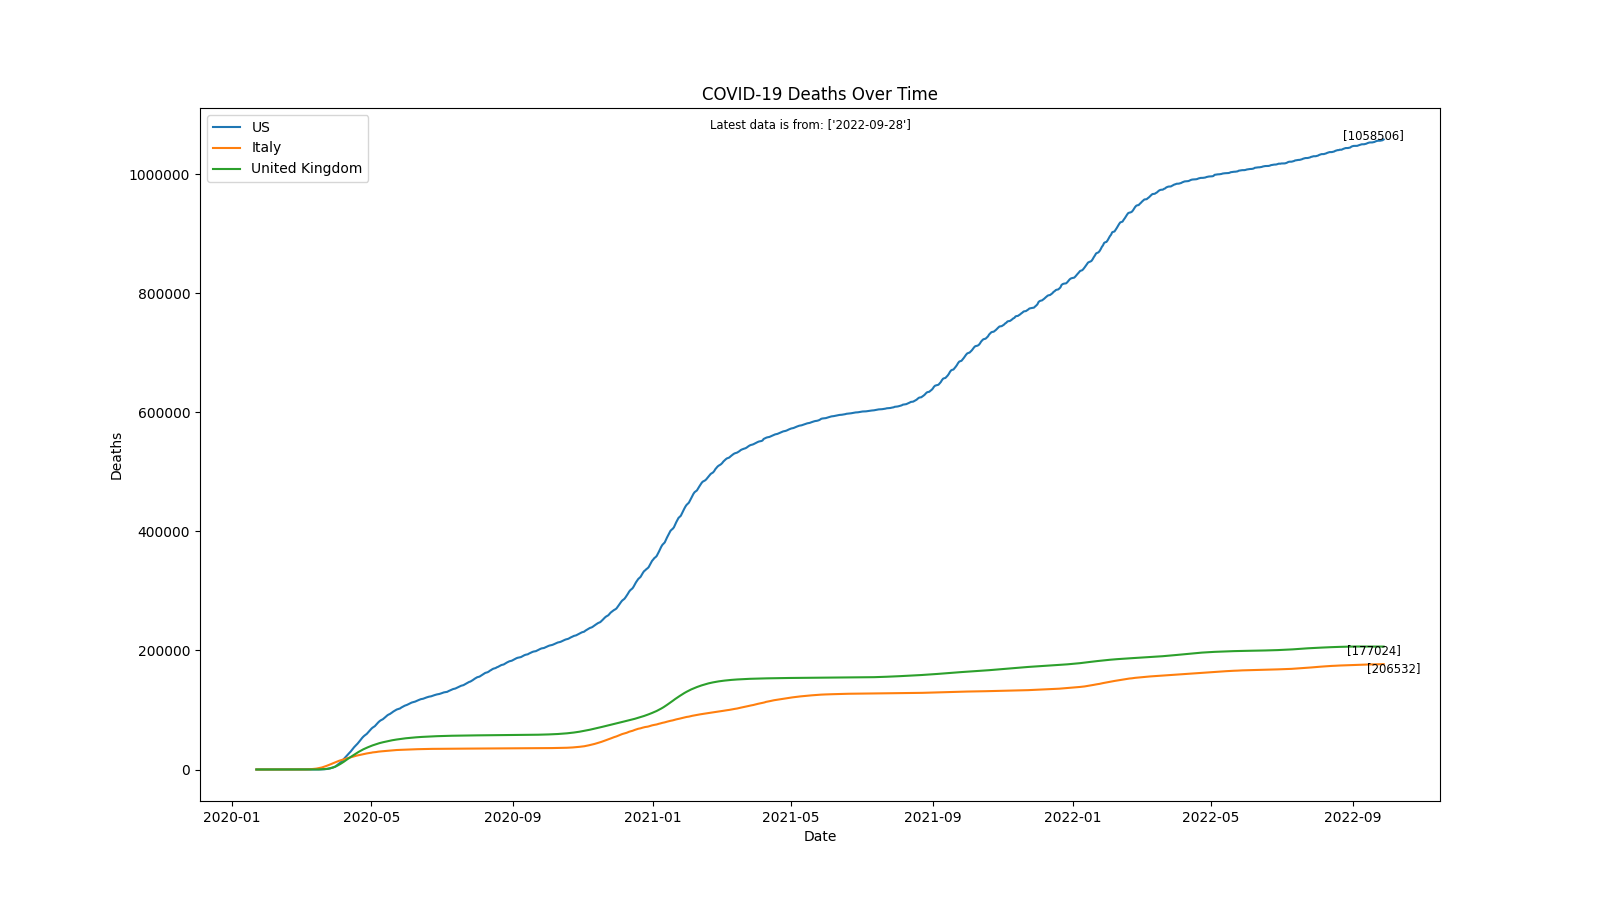 COVID-19 Deaths Over Time
Latest data is from: ['2022-09-28']
US
Italy
United Kingdom
[1058506]
1000000
800000
600000
400000
200000
0
Deaths
[177024]
[206532]
2020-01 2020-05 2020-09 2021-01 2021-05 2021-09 2022-01 2022-05 2022-09
Date